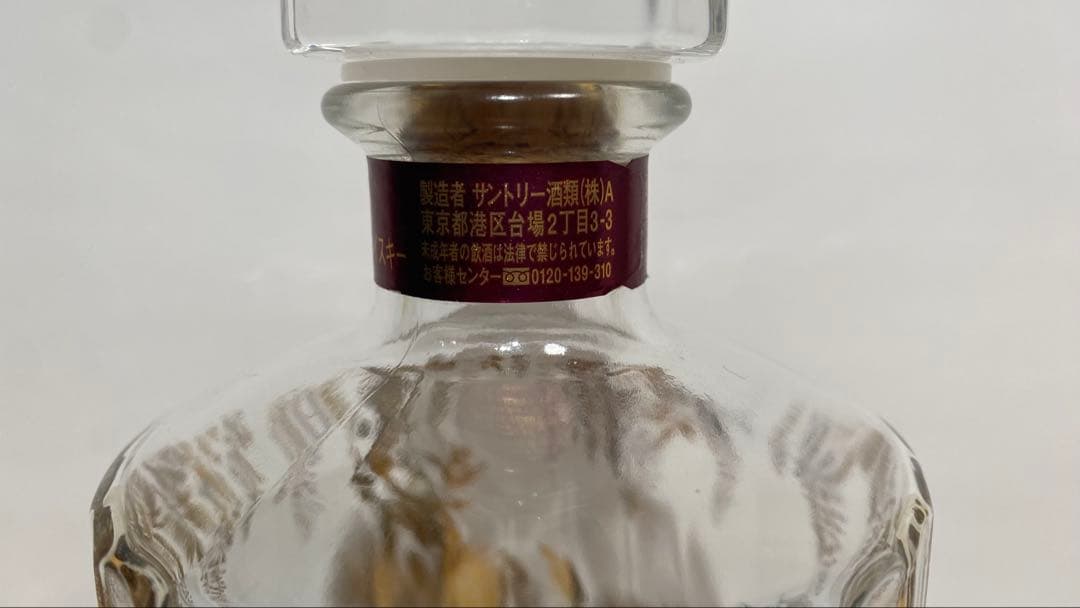 製造者 サントリー酒類(株)A
東京都港区台場2丁目3-3
未成年者の飲酒は法律で禁じられています。
スキー
お客様センター 0120-139-310